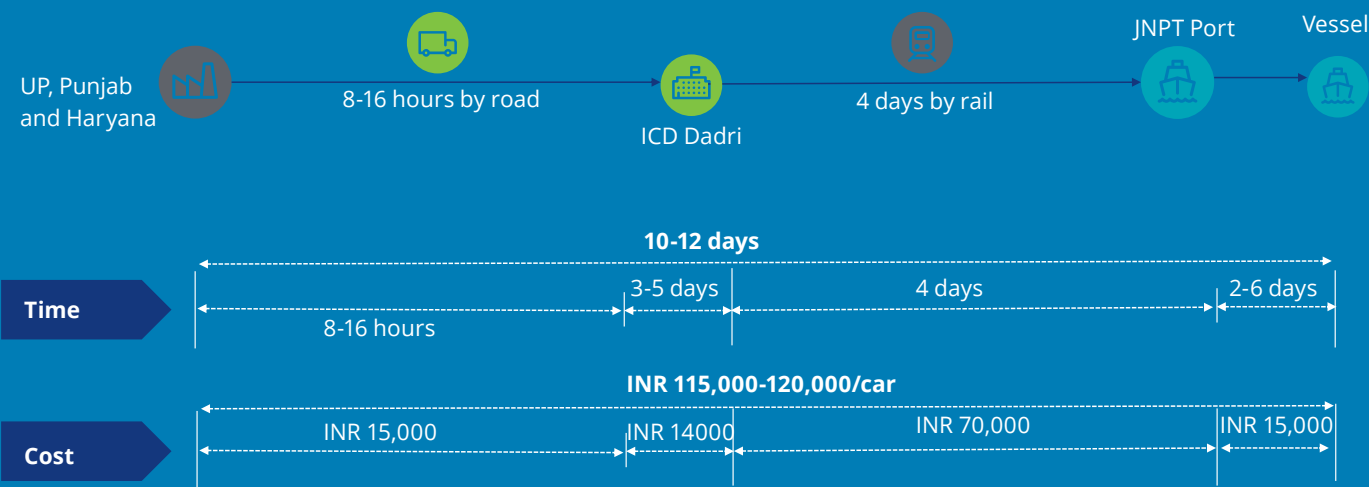 JNPT Port
Vessel
UP, Punjab
and Haryana
8-16 hours by road
4 days by rail
ICD Dadri
10-12 days
Time
8-16 hours
3-5 days
4 days
2-6 days
INR 115,000-120,000/car
Cost
INR 15,000
INR 14000
INR 70,000
INR 15,000